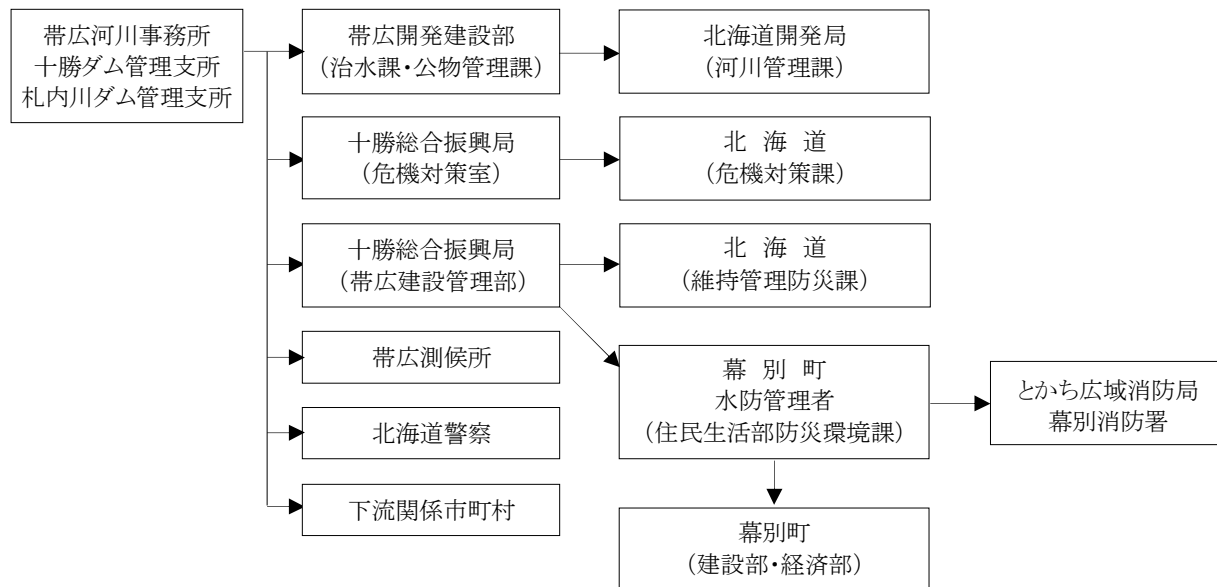 帯広河川事務所
十勝ダム管理支所
札内川ダム管理支所
帯広開発建設部
（治水課・公物管理課）
北海道開発局
（河川管理課）
十勝総合振興局
（危機対策室）
北　海　道
（危機対策課）
十勝総合振興局
（帯広建設管理部）
北　海　道
（維持管理防災課）
帯広測候所
幕　別　町
水防管理者
（住民生活部防災環境課）
とかち広域消防局
幕別消防署
北海道警察
下流関係市町村
幕別町
（建設部・経済部）